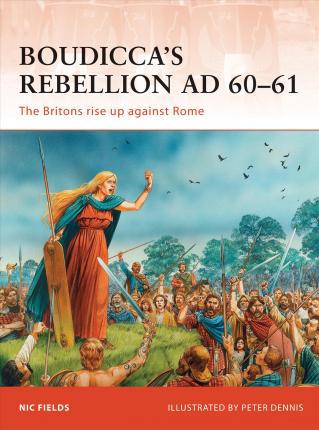 BOUDICCA'S
REBELLION AD 60–61
The Britons rise up against Rome
NIC FIELDS
ILLUSTRATED BY PETER DENNIS